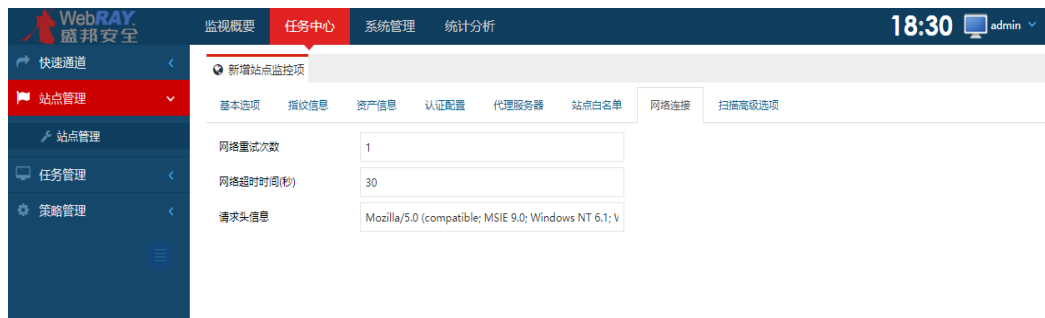 WebRAY.
盛邦安全
监视概要 任务中心 系统管理 统计分析
18:30 admin
快速通道
站点管理
站点管理
任务管理
策略管理
新增站点监控项
基本选项 指纹信息 资产信息 认证配置 代理服务器 站点白名单 网络连接 扫描高级选项
网络重试次数 1
网络超时时间(秒) 30
请求头信息 Mozilla/5.0 (compatible; MSIE 9.0; Windows NT 6.1;